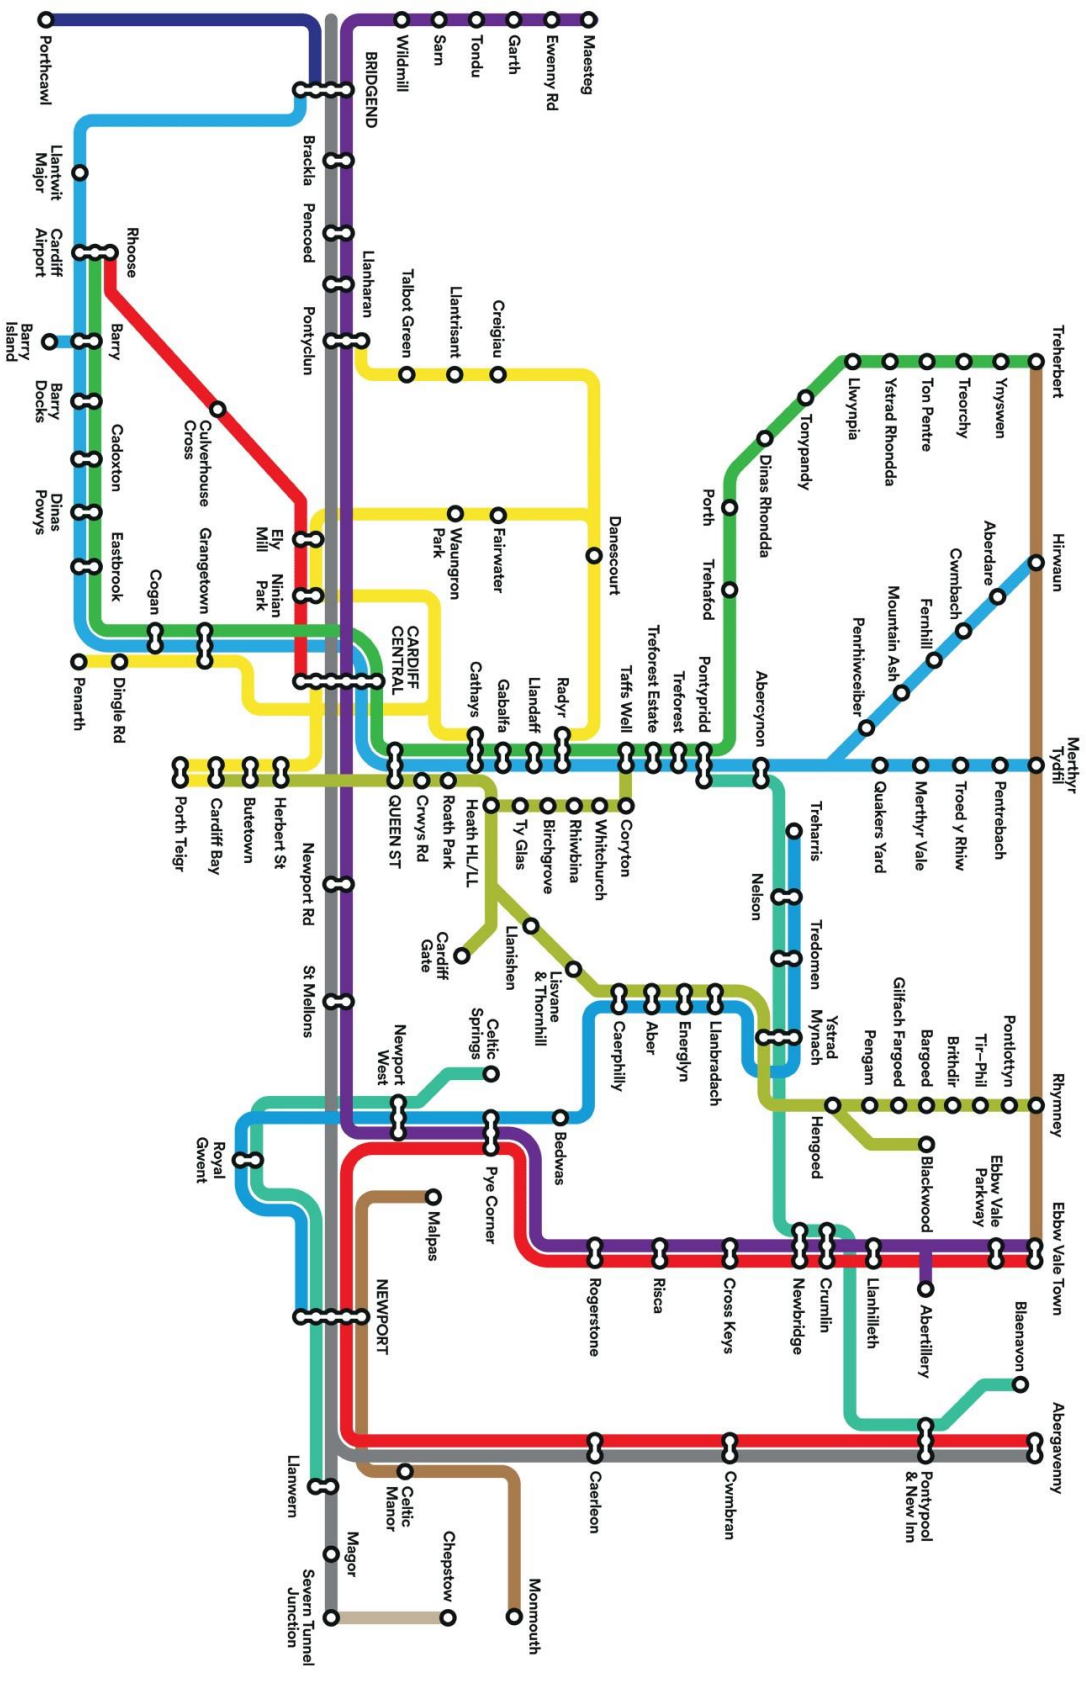 Treherbert
Ynyswen
Treorchy
Ton Pentre
Ystrad Rhondda
Llwynpia
Tonypandy
Dinas Rhondda
Porth
Trehafod
Hirwaun
Aberdare
Cwmbach
Fernhill
Mountain Ash
Penrhiwceiber
Merthyr
Tydfil
Pentrebach
Troed y Rhiw
Merthyr Vale
Quakers Yard
Abercynon
Pontypridd
Treforest
Treforest Estate
Taffs Well
Radyr
Llandaff
Gabalfa
Cathays
Rhymney
Pontlottyn
Tir–Phil
Brithdir
Bargoed
Gilfach Fargoed
Pengam
Hengoed
Blackwood
Ystrad
Mynach
Tredomen
Nelson
Treharris
Llanbradach
Energlyn
Aber
Caerphilly
Lisvane
& Thornhill
Llanishen
Cardiff
Gate
Coryton
Whitchurch
Rhiwbina
Birchgrove
Ty Glas
Heath HL/LL
Roath Park
Crwys Rd
QUEEN ST
Ebbw Vale Town
Ebbw Vale
Parkway
Abertillery
Llanhilleth
Crumlin
Newbridge
Cross Keys
Risca
Rogerstone
Pye Corner
Bedwas
Celtic
Springs
Newport
West
Royal
Gwent
Malpas
NEWPORT
Blaenavon
Abergavenny
Pontypool
& New Inn
Cwmbran
Caerleon
Celtic
Manor
Monmouth
Chepstow
Severn Tunnel
Junction
Magor
Llanwern
St Mellons
Newport Rd
Herbert St
Butetown
Cardiff Bay
Porth Teigr
CARDIFF
CENTRAL
Danescourt
Fairwater
Waungron
Park
Creigiau
Llantrisant
Talbot Green
Pontyclun
Llanharan
Pencoed
Brackla
BRIDGEND
Wildmill
Sarn
Tondu
Garth
Ewenny Rd
Maesteg
Porthcawl
Llantwit
Major
Cardiff
Airport
Rhoose
Culverhouse
Cross
Ely
Mill
Ninian
Park
Barry
Barry
Island
Barry
Docks
Cadoxton
Dinas
Powys
Eastbrook
Cogan
Grangetown
Dingle Rd
Penarth